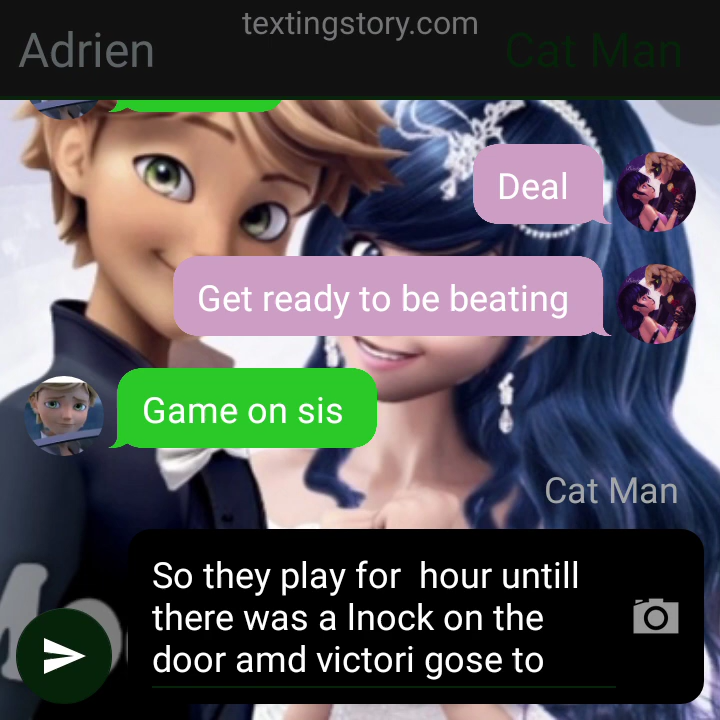 textingstory.com
Adrien
Cat Man
Deal
Get ready to be beating
Game on sis
Cat Man
So they play for  hour untill
there was a lnock on the
door amd victori gose to